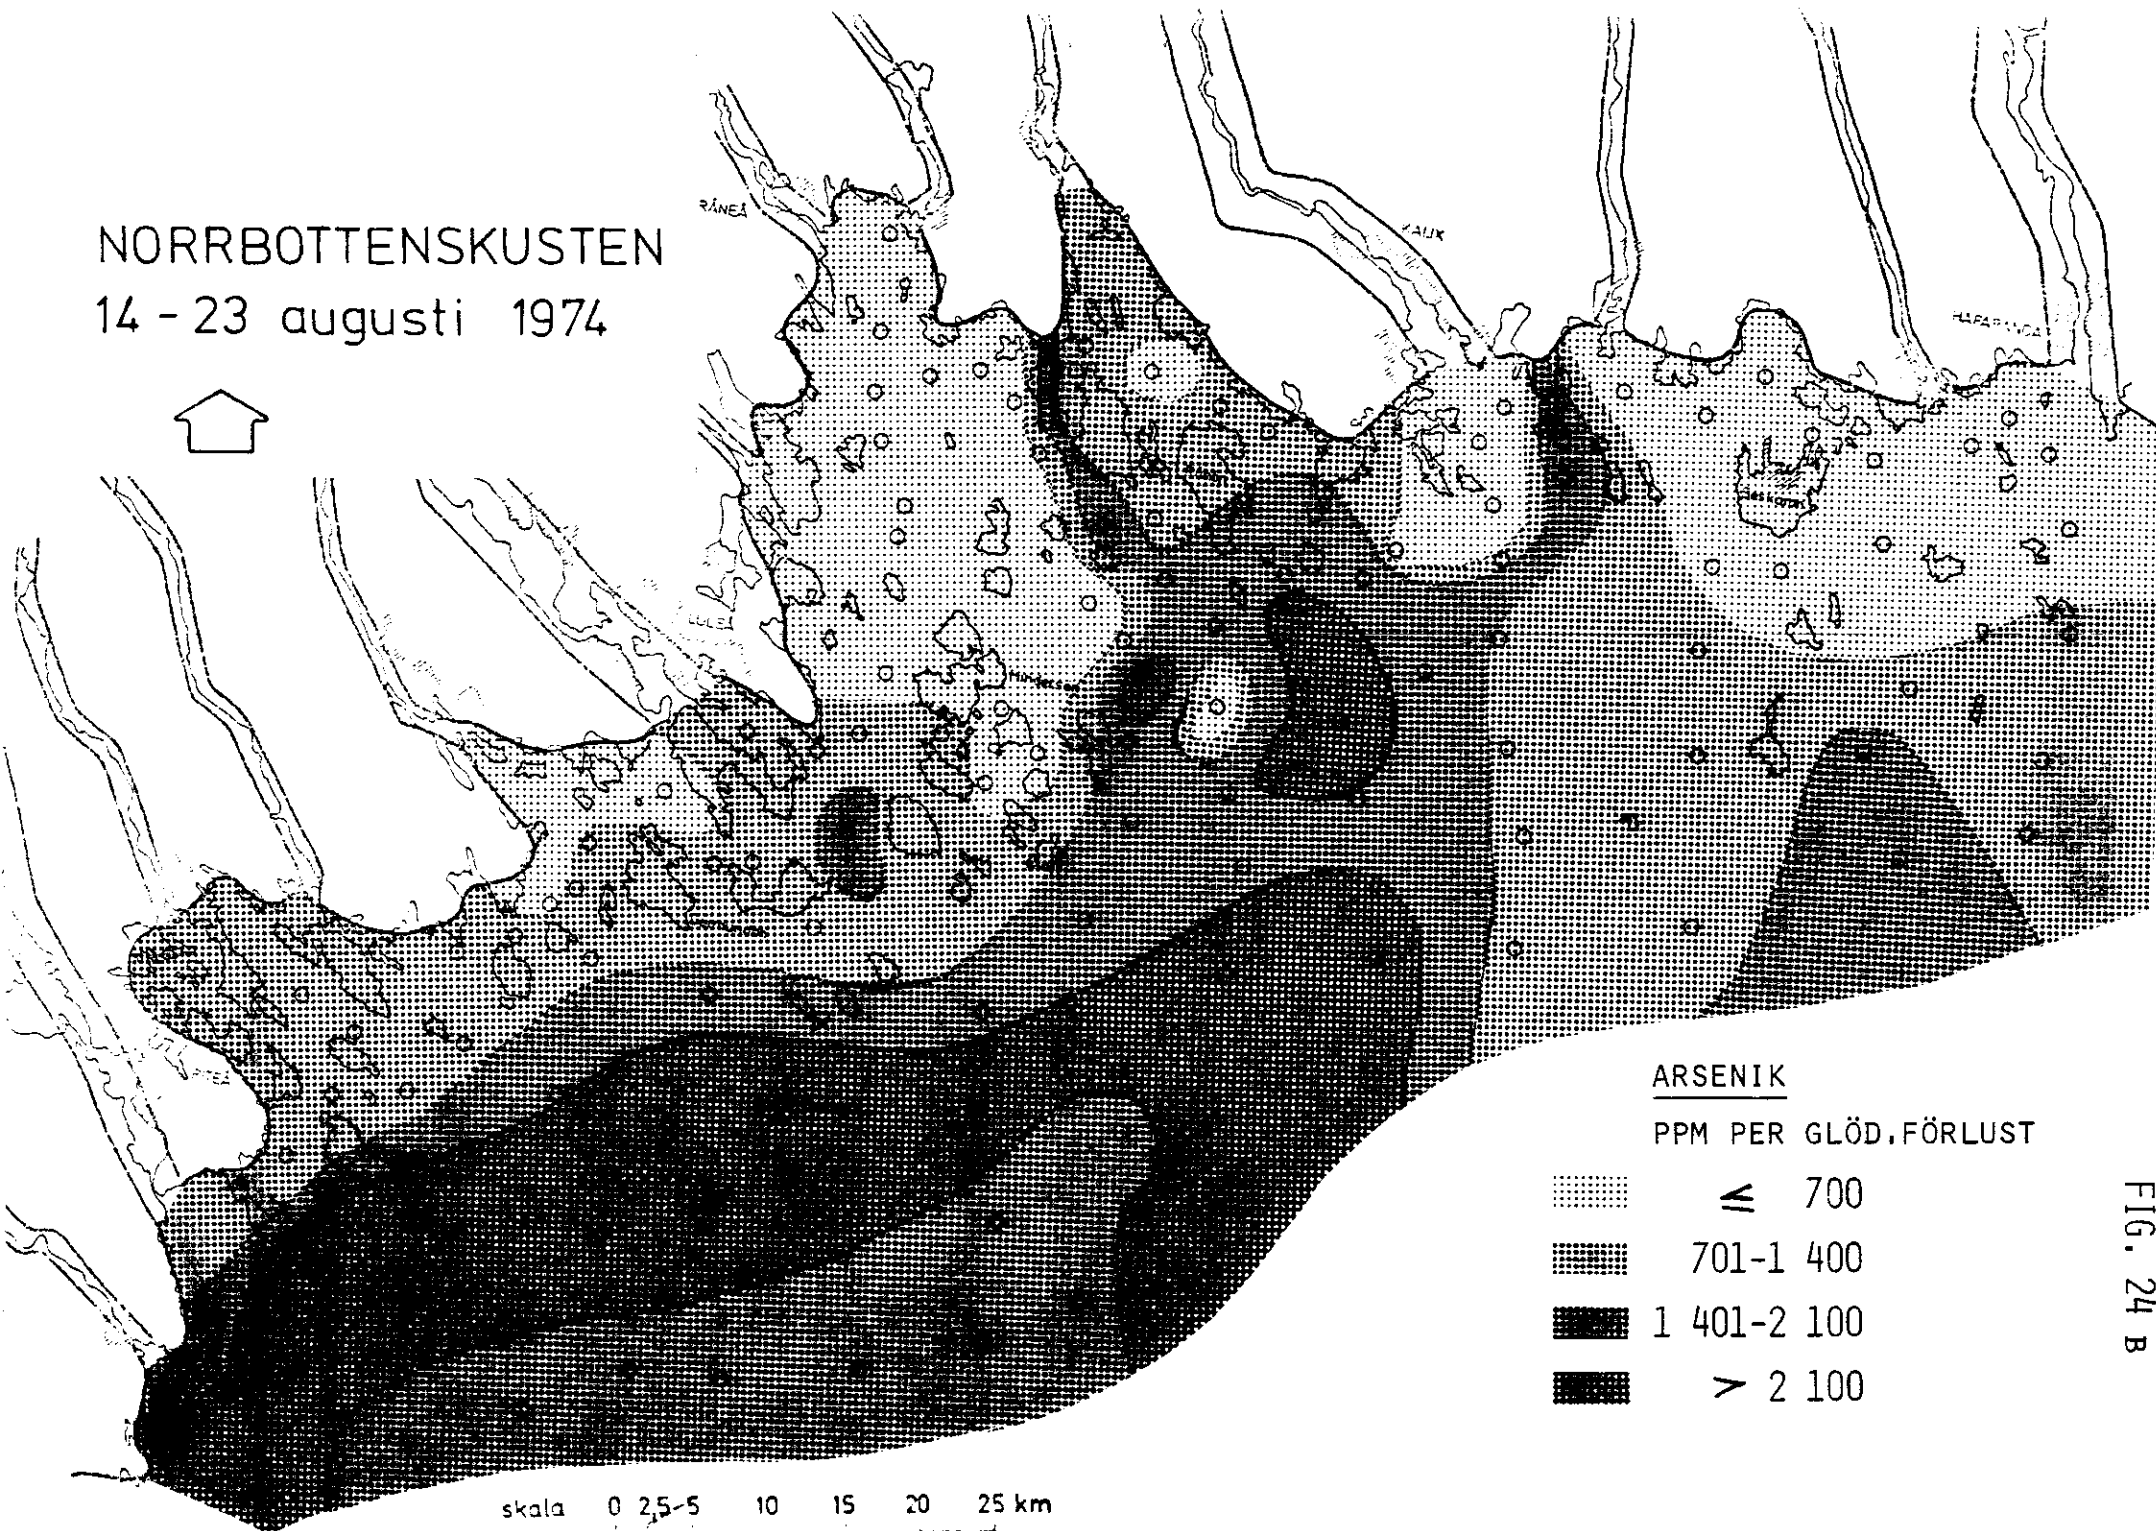 NORRBOTTENSKUSTEN
14-23 augusti 1974
RÅNEÅ
KALIX
HAPARANDA
LULEÅ
PITEÅ
ARSENIK
PPM PER GLÖD.FÖRLUST
≤ 700
701-1 400
1 401-2 100
> 2 100
FIG. 24 B
skala 0 2,5-5 10 15 20 25 km